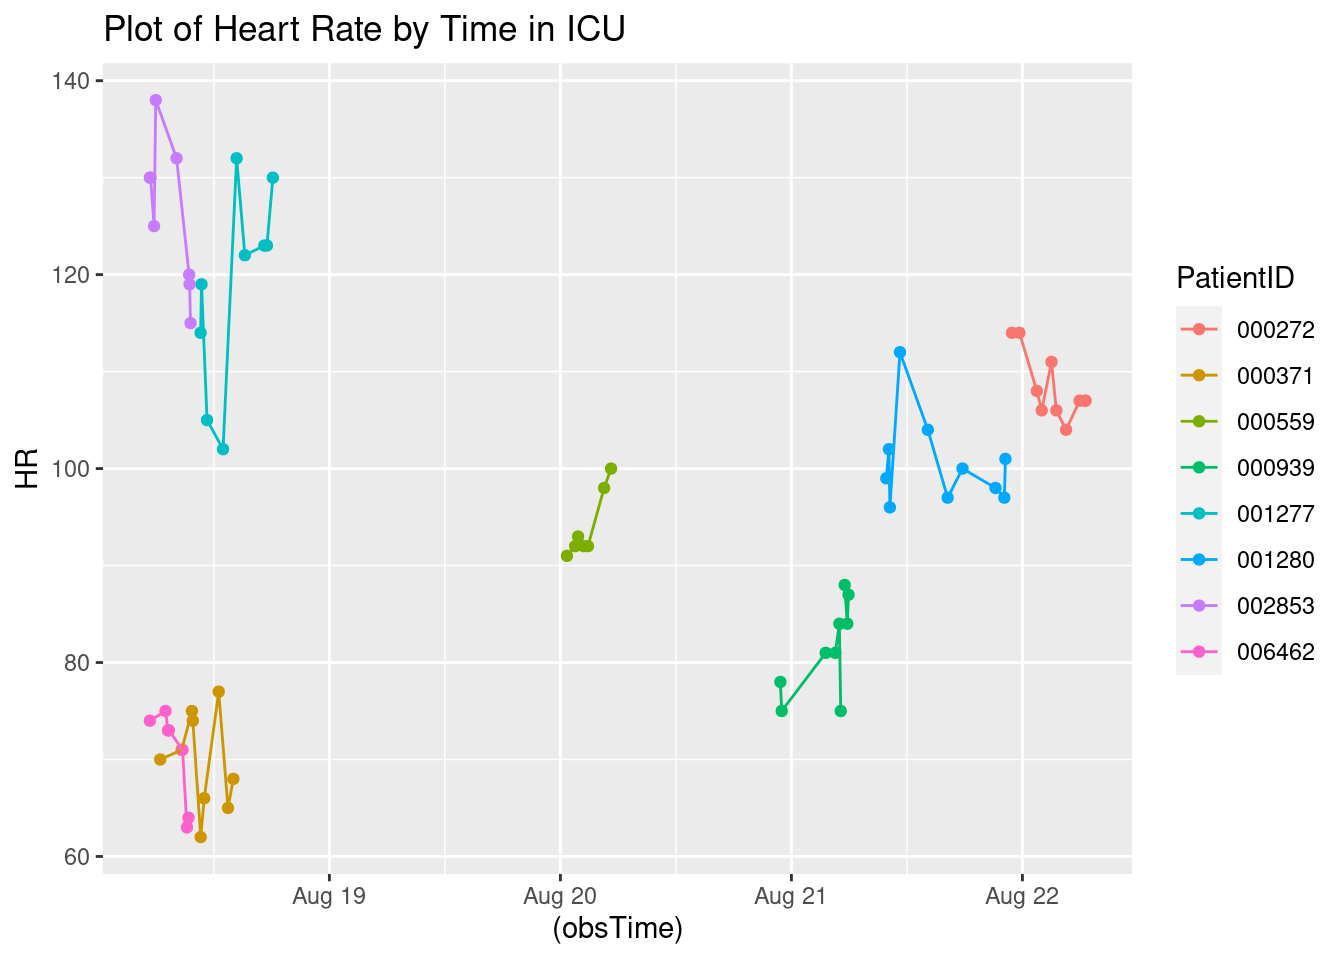 Plot of Heart Rate by Time in ICU
140
120
100
80
60
HR
Aug 19
Aug 20
Aug 21
Aug 22
(obsTime)
PatientID
000272
000371
000559
000939
001277
001280
002853
006462